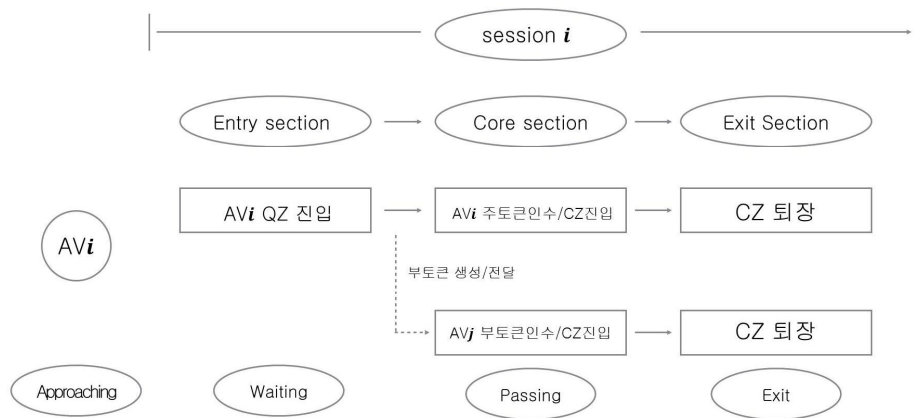 session i
Entry section
Core section
Exit Section
AVi QZ 진입
AVi 주토큰인수/CZ진입
CZ 퇴장
AVi
부토큰 생성/전달
AVj 부토큰인수/CZ진입
CZ 퇴장
Approaching
Waiting
Passing
Exit